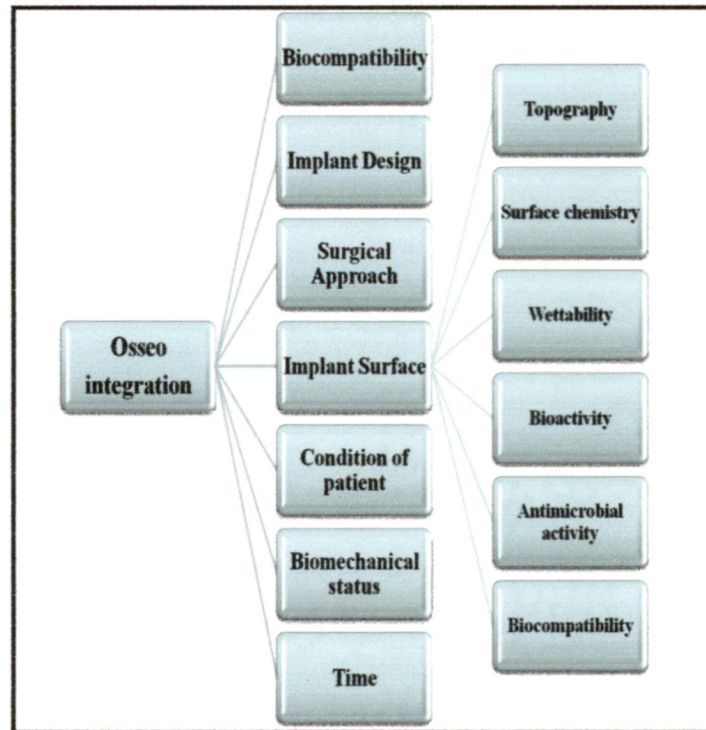 Osseo
integration
Biocompatibility
Implant Design
Surgical
Approach
Implant Surface
Condition of
patient
Biomechanical
status
Time
Topography
Surface chemistry
Wettability
Bioactivity
Antimicrobial
activity
Biocompatibility